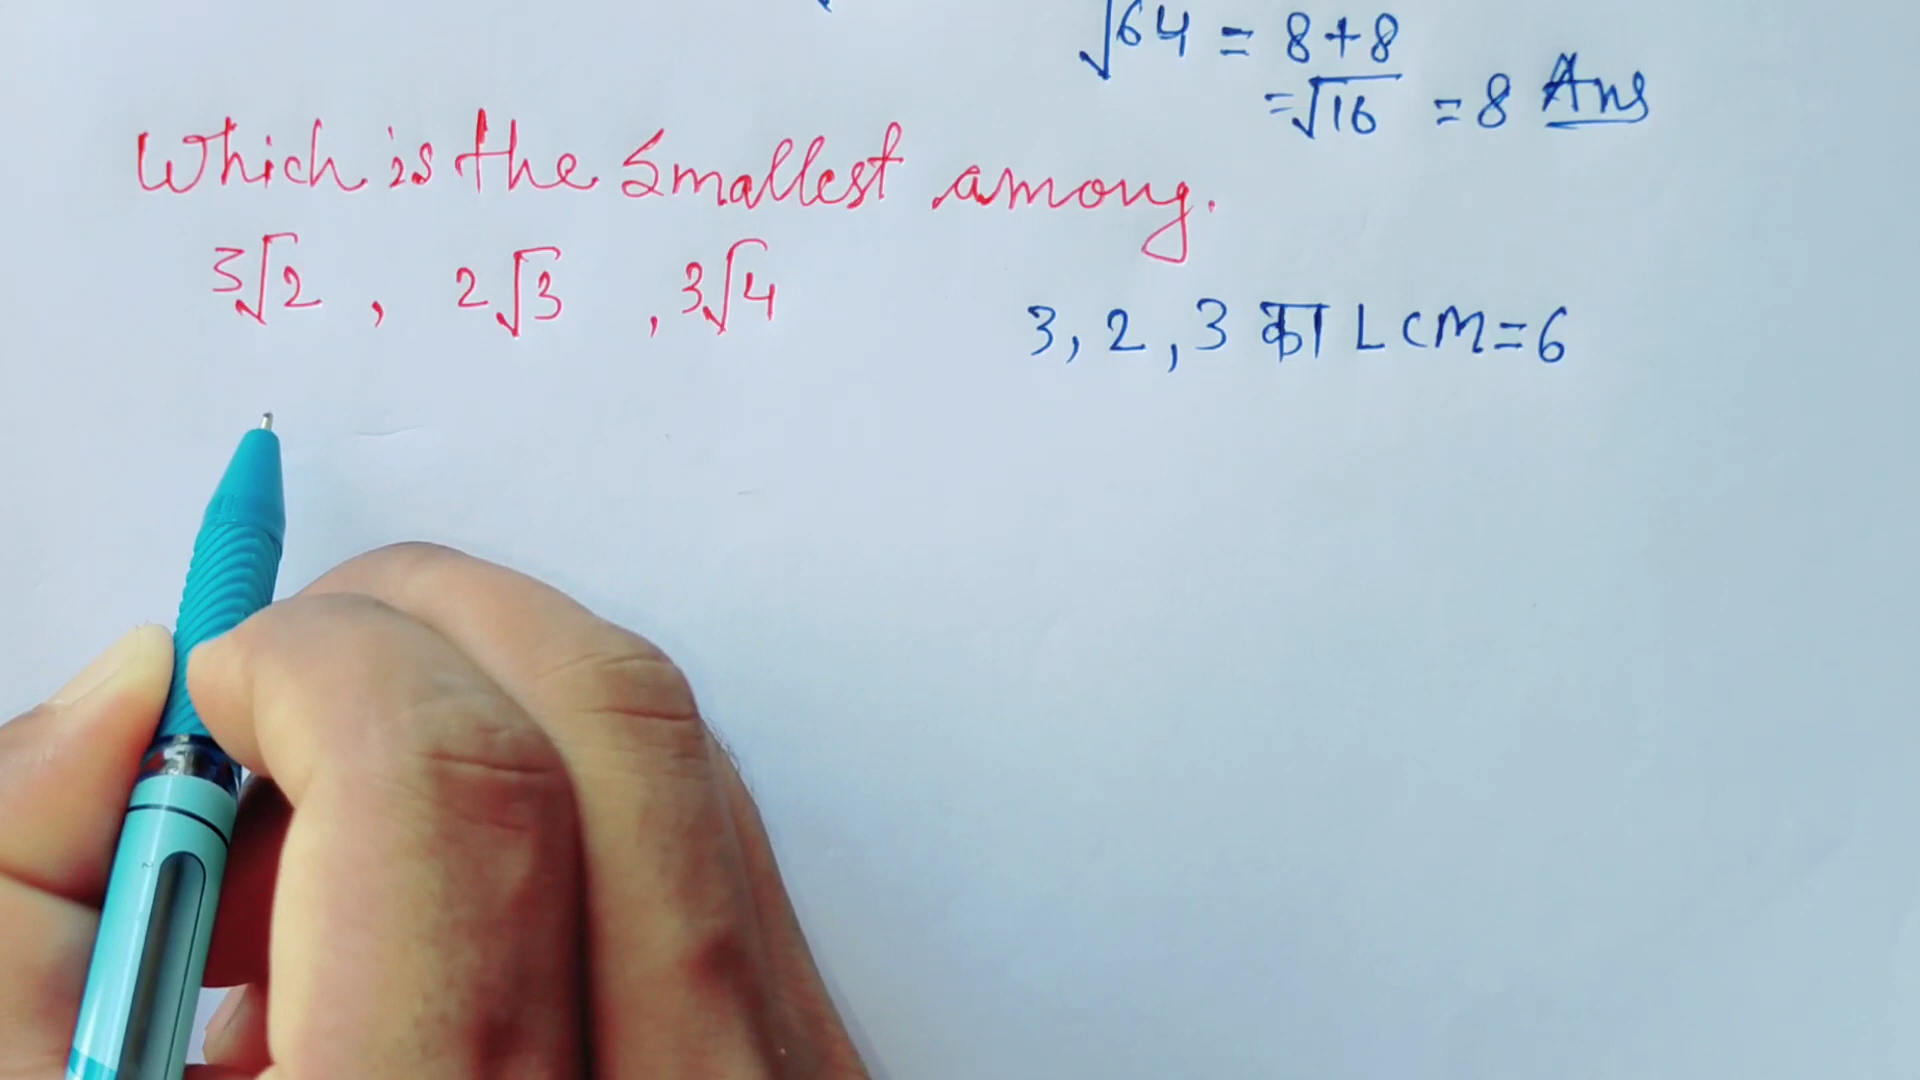 √64 = 8+8
=√16 = 8 Ans
Which is the Smallest among.
³√2 , 2√3 , ³√4
3, 2, 3 का LCM=6